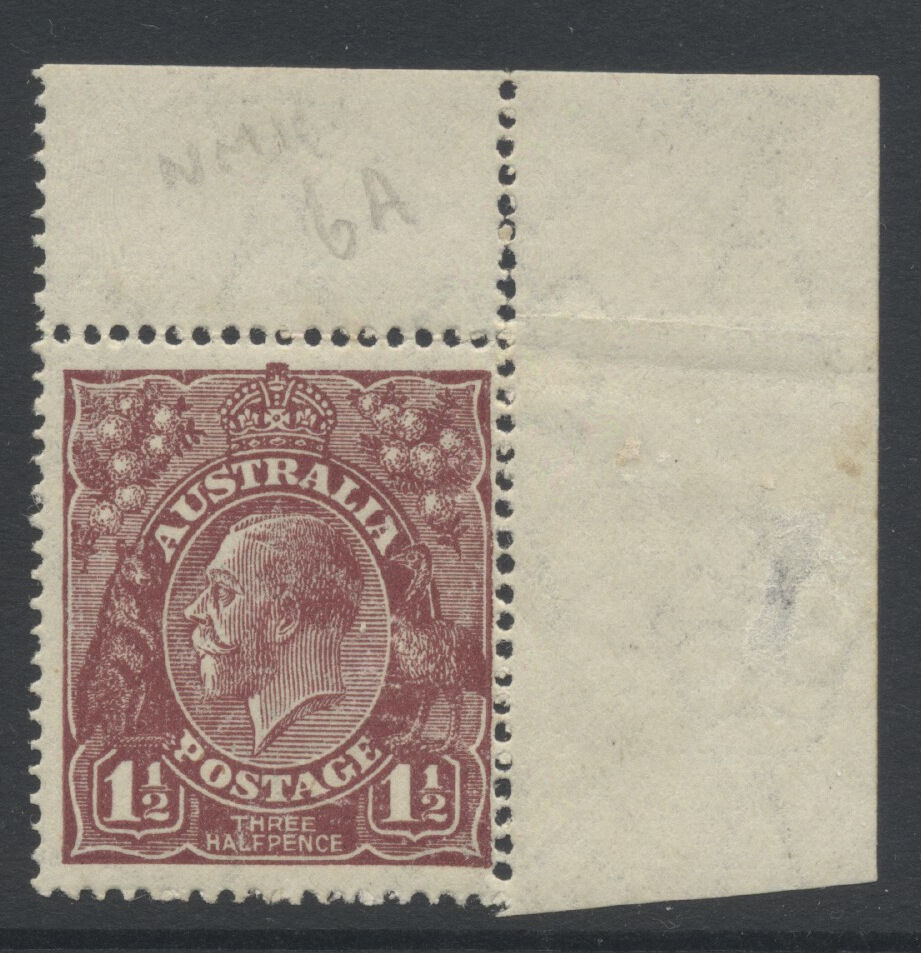 6A
AUSTRALIA
POSTAGE
1½ 1½
THREE
HALFPENCE